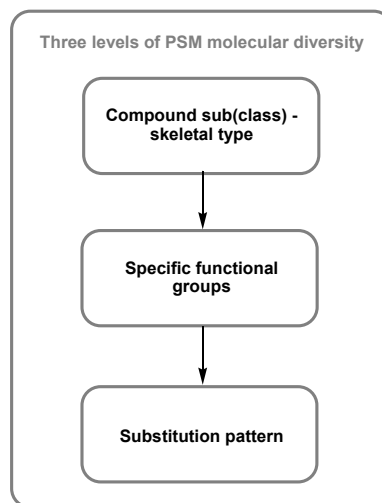 Three levels of PSM molecular diversity
Compound sub(class) -
skeletal type
Specific functional
groups
Substitution pattern